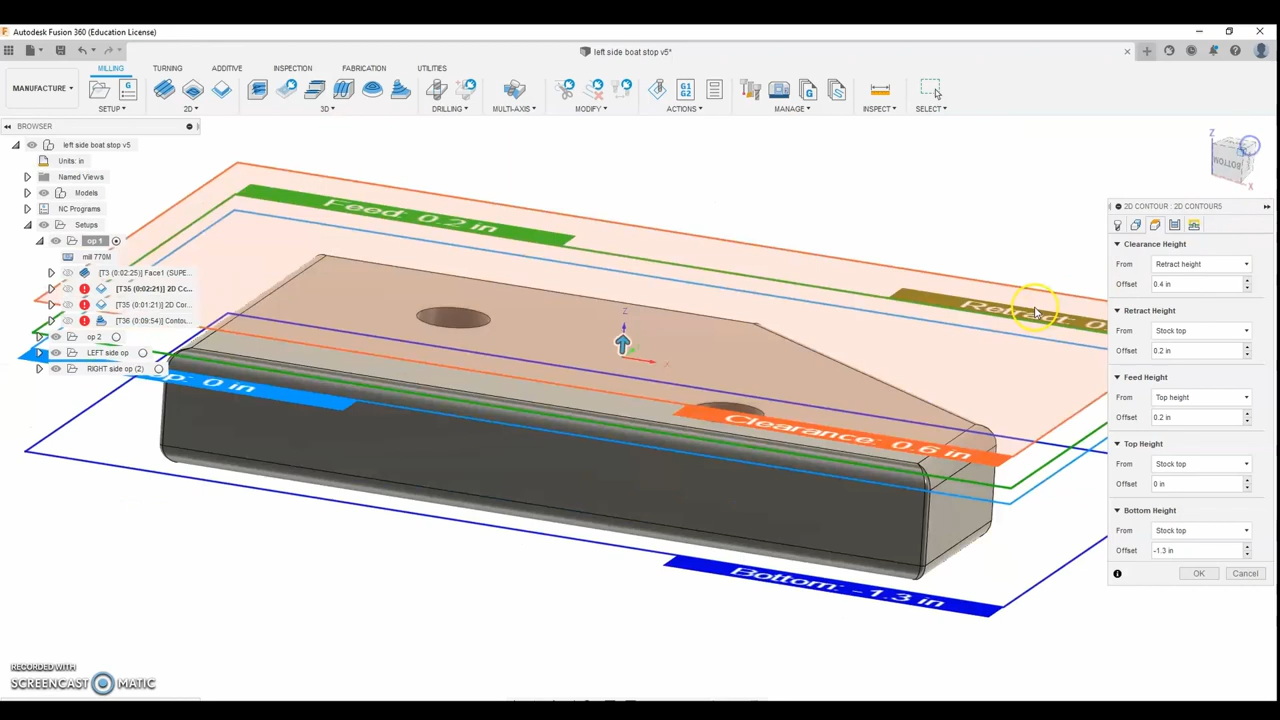 Autodesk Fusion 360 (Education License)
left side boat stop v5*
MILLING TURNING ADDITIVE INSPECTION FABRICATION UTILITIES
MANUFACTURE
SETUP 2D 3D DRILLING MULTI-AXIS MODIFY ACTIONS MANAGE INSPECT SELECT
G1
G2
BROWSER
left side boat stop v5
Units: in
Named Views
Models
NC Programs
Setups
op 1
mill 770M
[T3 (0:02:25)] Face1 (SUPE...
[T35 (0:02:21)] 2D Co...
[T35 (0:01:21)] 2D Cor...
[T36 (0:09:54)] Contou...
op 2
LEFT side op
RIGHT side op (2)
Feed: 0.2 in
Retract: 0
Clearance: 0.6 in
0 in
Bottom: -1.3 in
Z
X
Z
BOTTOM
X
2D CONTOUR : 2D CONTOUR5
Clearance Height
From Retract height
Offset 0.4 in
Retract Height
From Stock top
Offset 0.2 in
Feed Height
From Top height
Offset 0.2 in
Top Height
From Stock top
Offset 0 in
Bottom Height
From Stock top
Offset -1.3 in
OK Cancel
RECORDED WITH
SCREENCAST MATIC